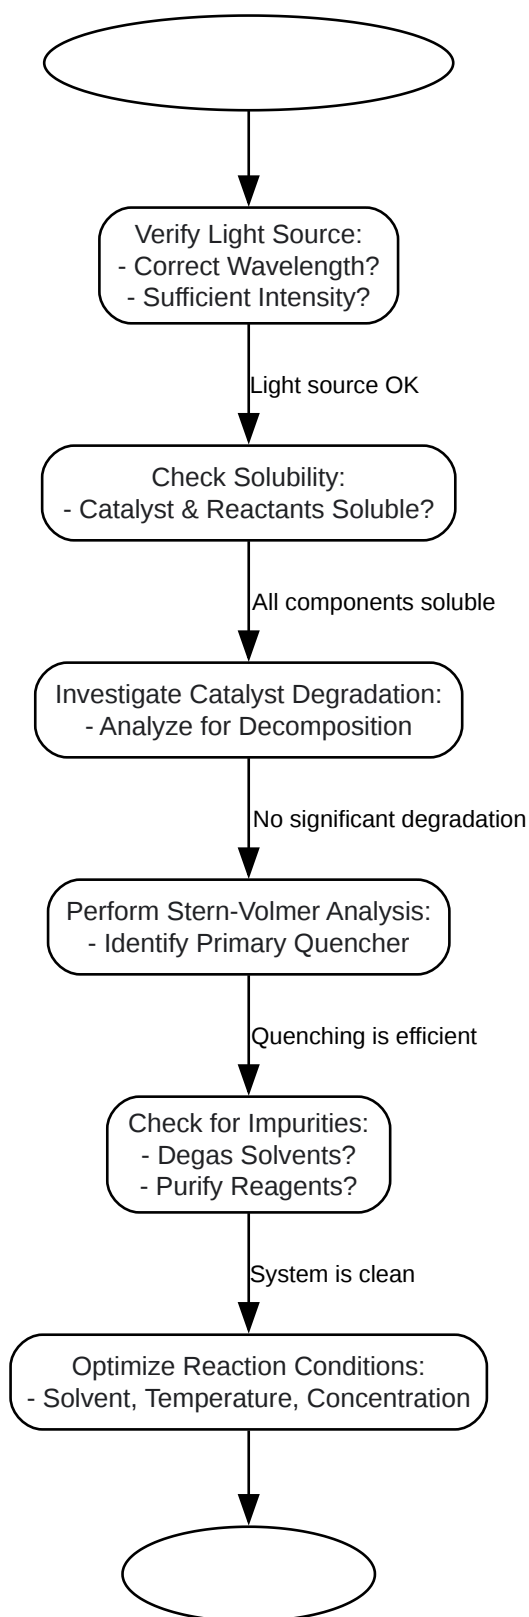 Verify Light Source:
- Correct Wavelength?
- Sufficient Intensity?
Light source OK
Check Solubility:
- Catalyst & Reactants Soluble?
All components soluble
Investigate Catalyst Degradation:
- Analyze for Decomposition
No significant degradation
Perform Stern-Volmer Analysis:
- Identify Primary Quencher
Quenching is efficient
Check for Impurities:
- Degas Solvents?
- Purify Reagents?
System is clean
Optimize Reaction Conditions:
- Solvent, Temperature, Concentration